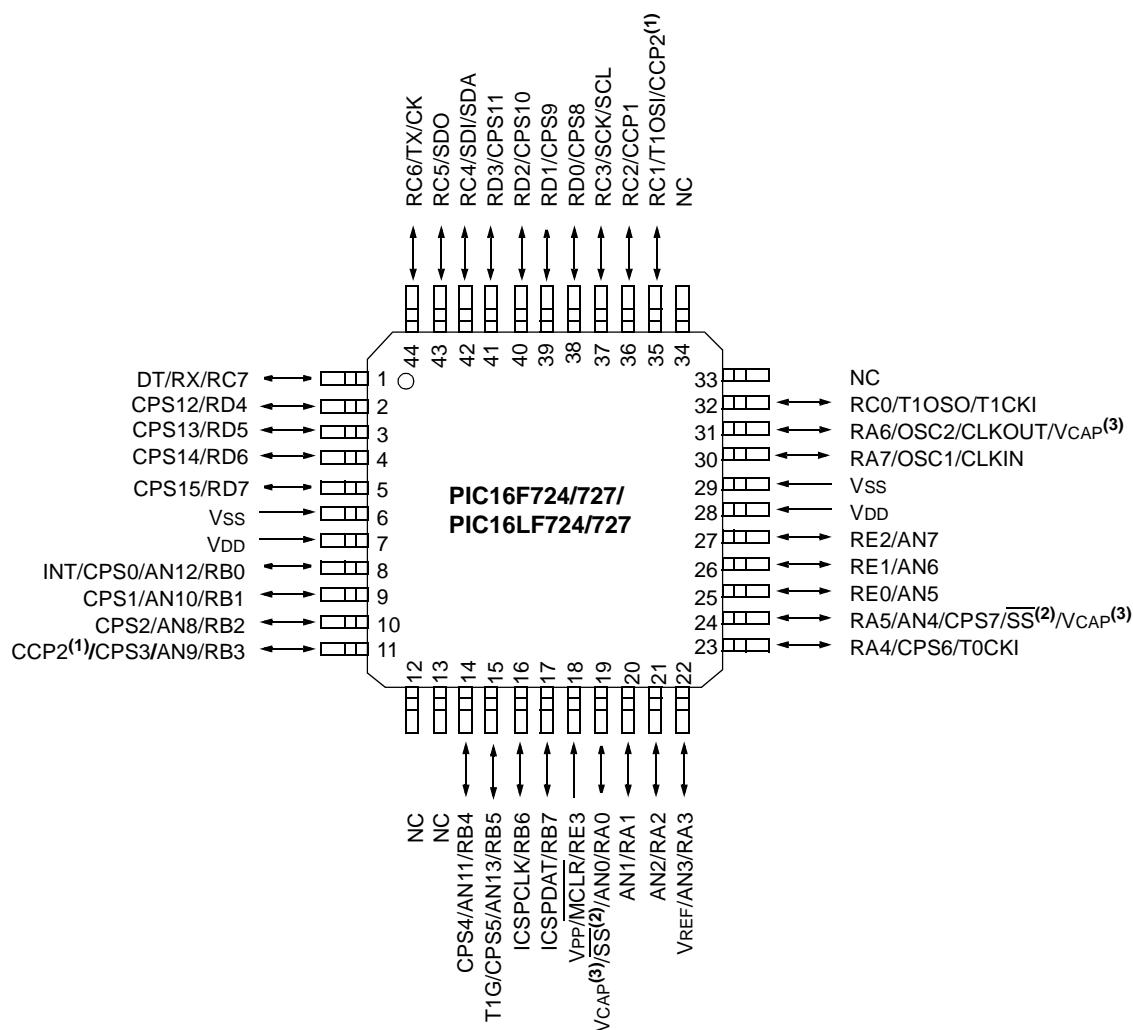 RC6/TX/CK
RC5/SDO
RC4/SDI/SDA
RD3/CPS11
RD2/CPS10
RD1/CPS9
RD0/CPS8
RC3/SCK/SCL
RC2/CCP1
RC1/T1OSI/CCP2(1)
NC
44
43
42
41
40
39
38
37
36
35
34
DT/RX/RC7 1
CPS12/RD4 2
CPS13/RD5 3
CPS14/RD6 4
CPS15/RD7 5
VSS 6
VDD 7
INT/CPS0/AN12/RB0 8
CPS1/AN10/RB1 9
CPS2/AN8/RB2 10
CCP2(1)/CPS3/AN9/RB3 11
PIC16F724/727/
PIC16LF724/727
33 NC
32 RC0/T1OSO/T1CKI
31 RA6/OSC2/CLKOUT/VCAP(3)
30 RA7/OSC1/CLKIN
29 VSS
28 VDD
27 RE2/AN7
26 RE1/AN6
25 RE0/AN5
24 RA5/AN4/CPS7/SS(2)/VCAP(3)
23 RA4/CPS6/T0CKI
12
13
14
15
16
17
18
19
20
21
22
NC
NC
CPS4/AN11/RB4
T1G/CPS5/AN13/RB5
ICSPCLK/RB6
ICSPDAT/RB7
VPP/MCLR/RE3
VCAP(3)/SS(2)/AN0/RA0
AN1/RA1
AN2/RA2
VREF/AN3/RA3